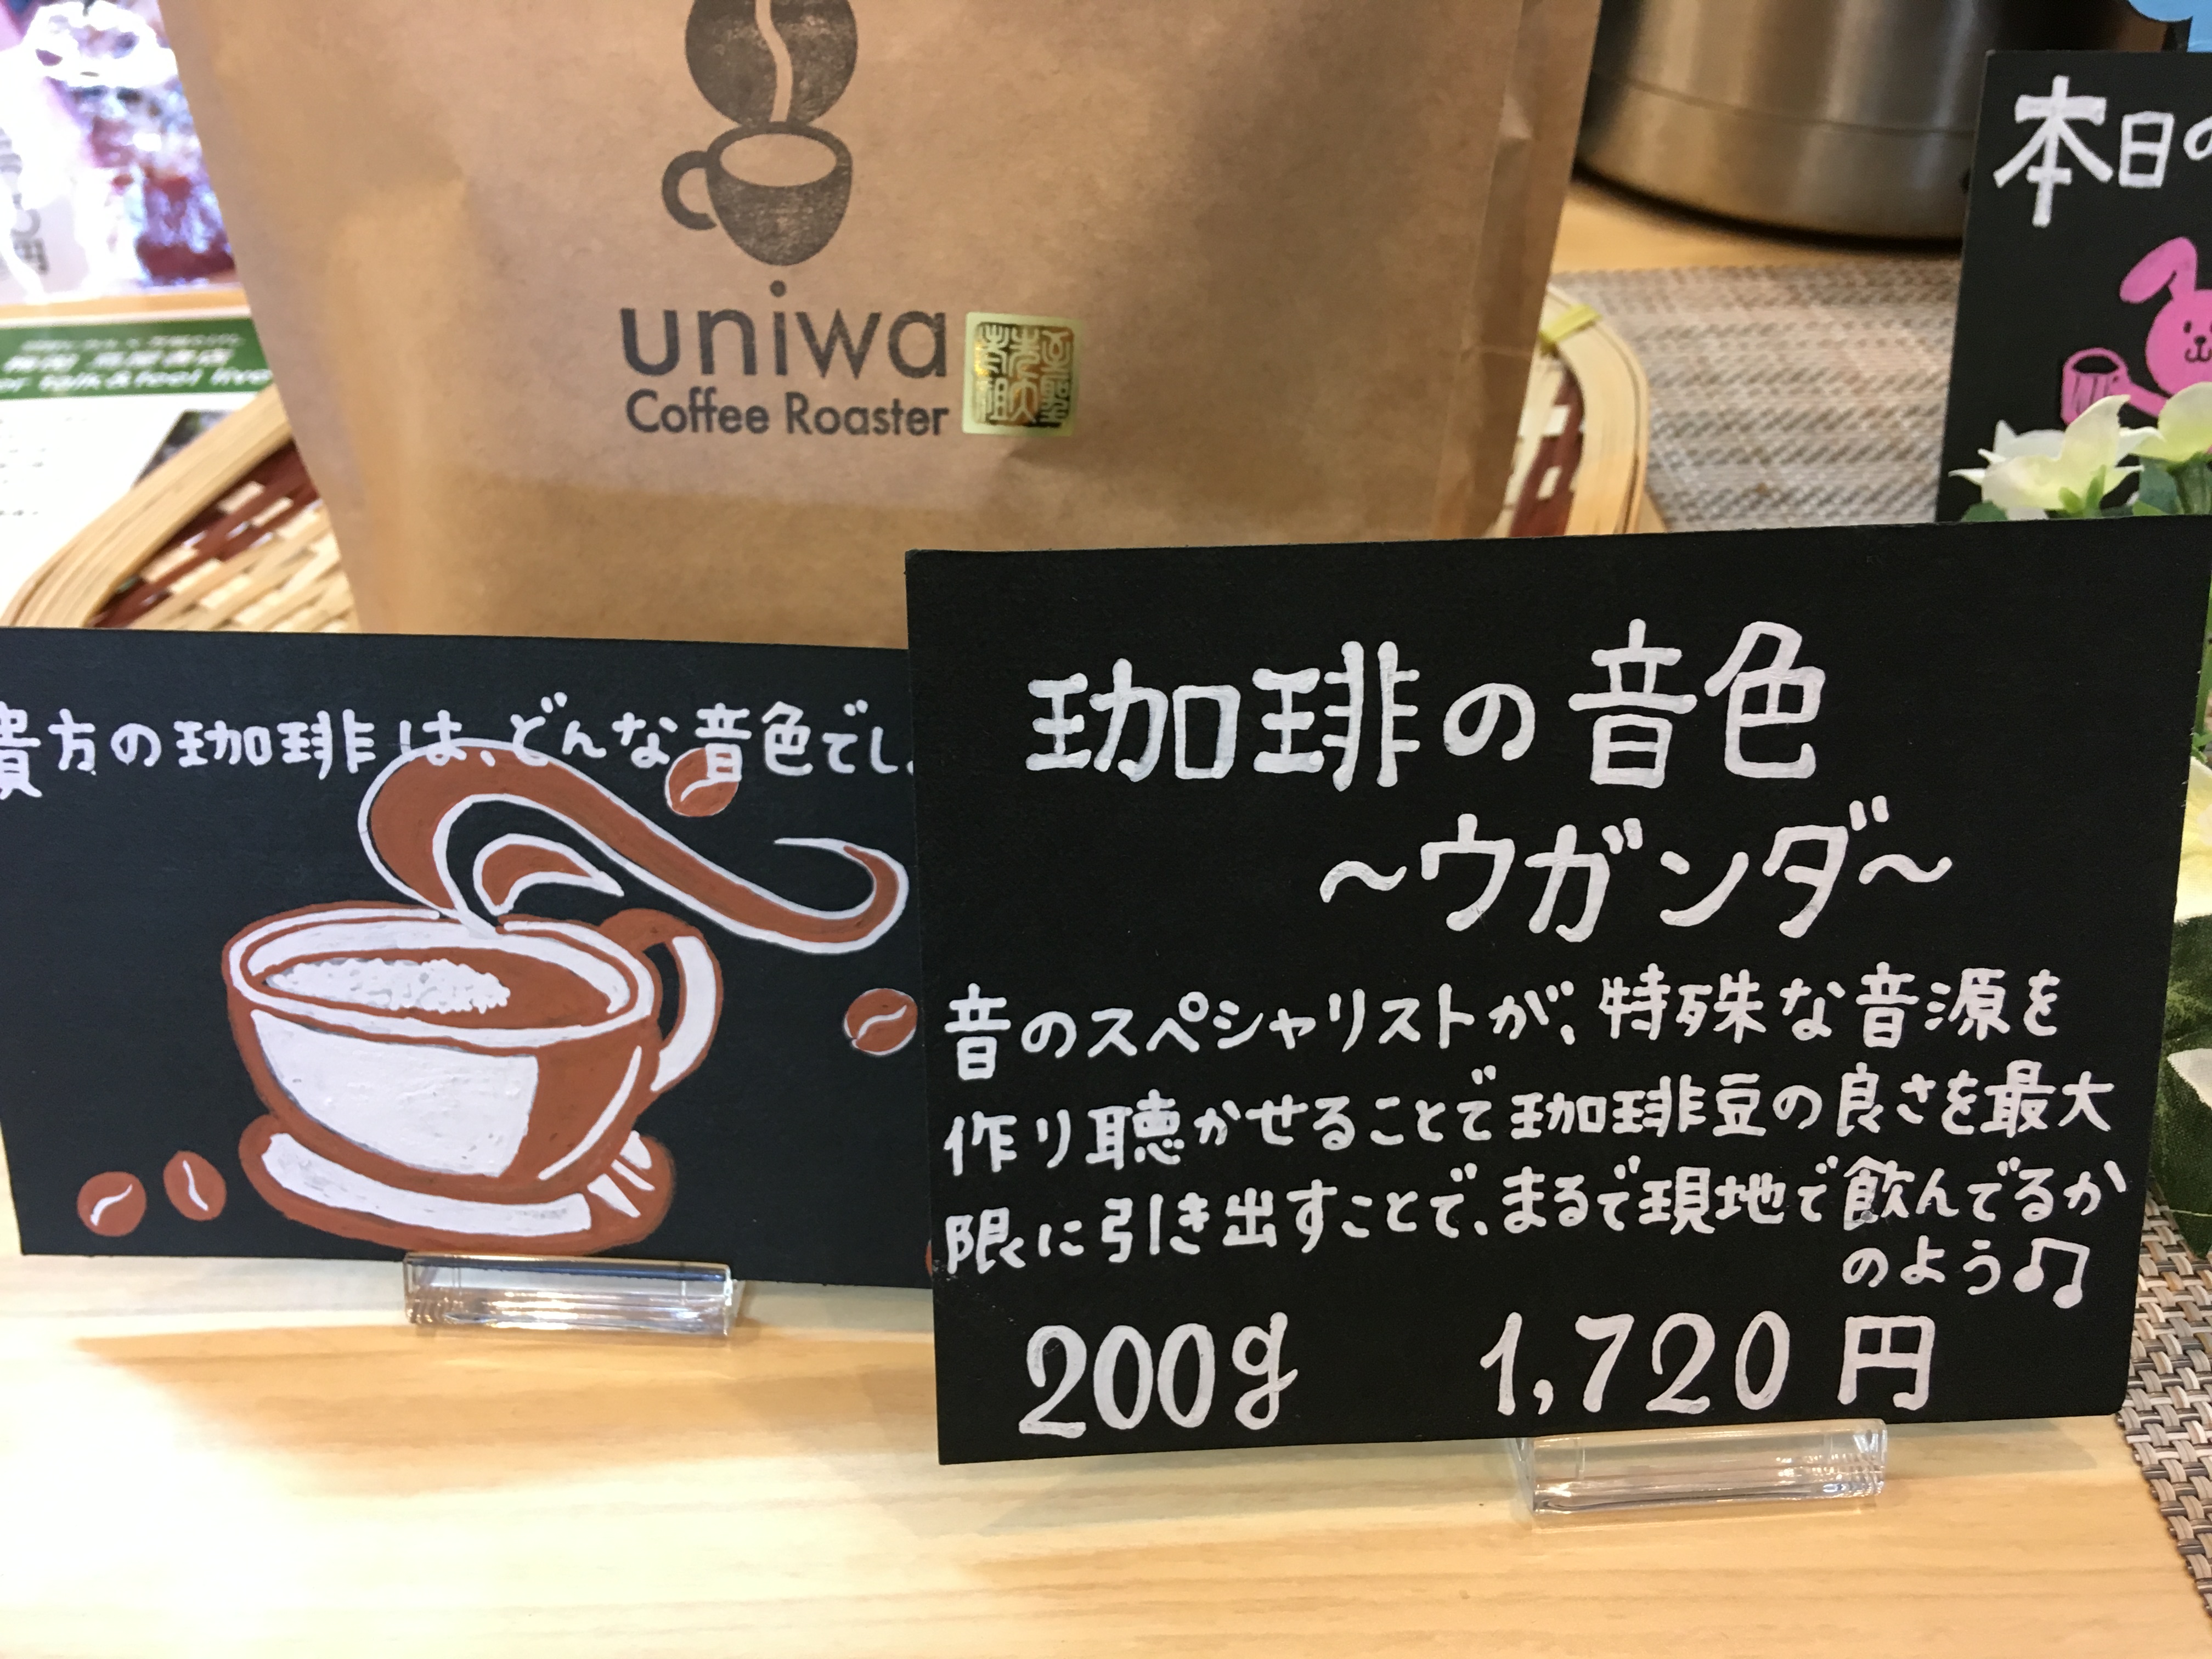 uniwa
Coffee Roaster
本日の
貴方の珈琲は、どんな音色でし
珈琲の音色
～ウガンダ～
音のスペシャリストが、特殊な音源を
作り聴かせることで珈琲豆の良さを最大
限に引き出すことで、まるで現地で飲んでるか
のよう♫
200g 1,720円